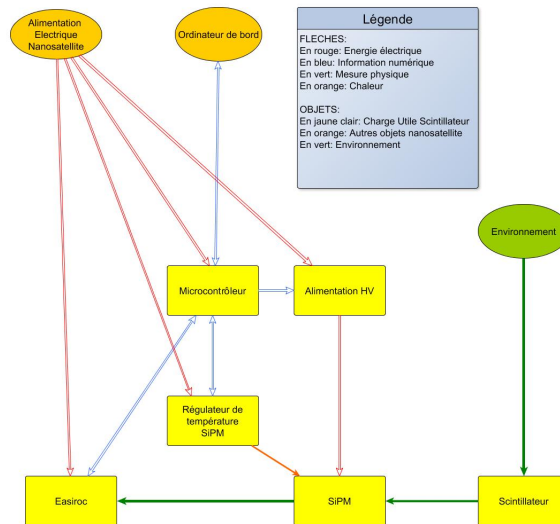 Alimentation
Electrique
Nanosatellite
Ordinateur de bord
Légende
FLECHES:
En rouge: Energie électrique
En bleu: Information numérique
En vert: Mesure physique
En orange: Chaleur
OBJETS:
En jaune clair: Charge Utile Scintillateur
En orange: Autres objets nanosatellite
En vert: Environnement
Environnement
Microcontrôleur
Alimentation HV
Régulateur de
température
SiPM
Easiroc
SiPM
Scintillateur